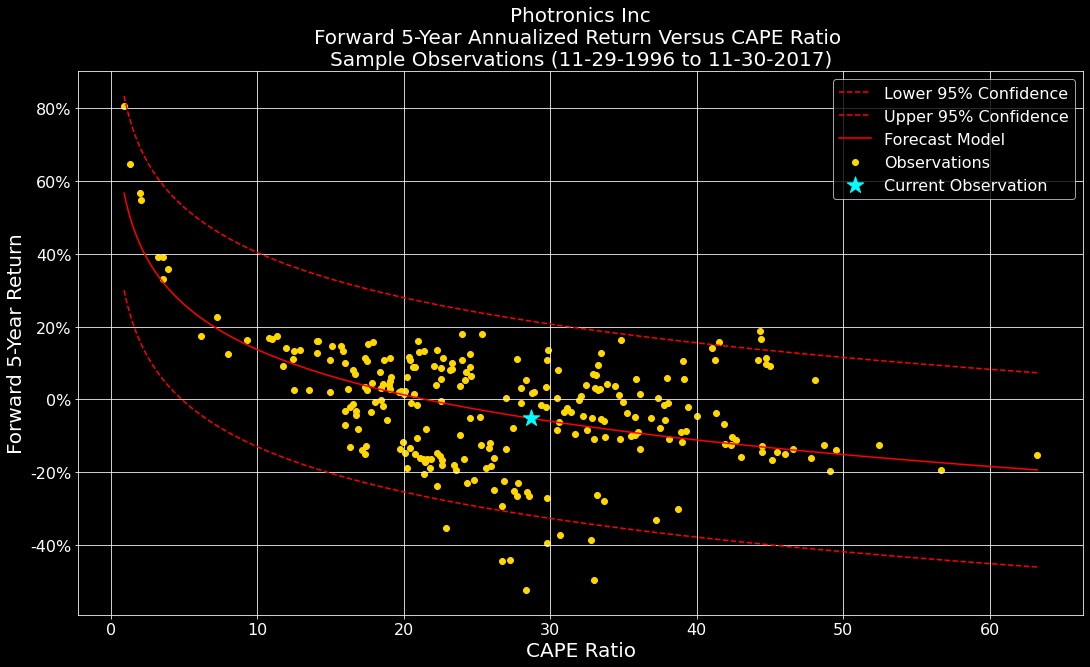 Photronics Inc
Forward 5-Year Annualized Return Versus CAPE Ratio
Sample Observations (11-29-1996 to 11-30-2017)
Lower 95% Confidence
Upper 95% Confidence
Forecast Model
Observations
Current Observation
Forward 5-Year Return
80%
60%
40%
20%
0%
-20%
-40%
0 10 20 30 40 50 60
CAPE Ratio